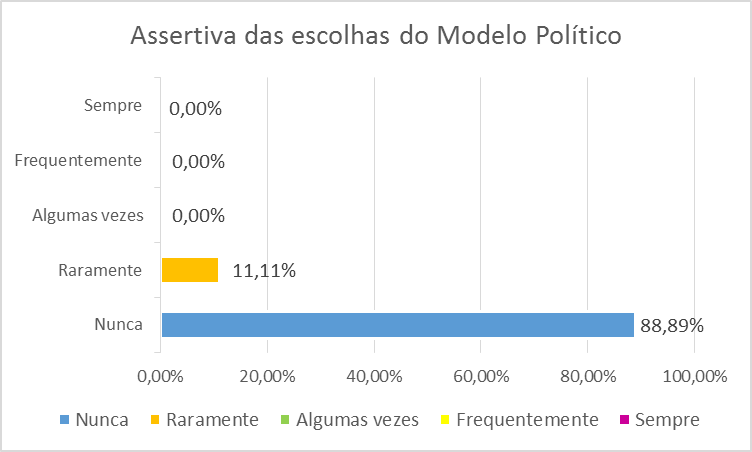 Assertiva das escolhas do Modelo Político
Sempre 0,00%
Frequentemente 0,00%
Algumas vezes 0,00%
Raramente 11,11%
Nunca 88,89%
0,00% 20,00% 40,00% 60,00% 80,00% 100,00%
Nunca Raramente Algumas vezes Frequentemente Sempre